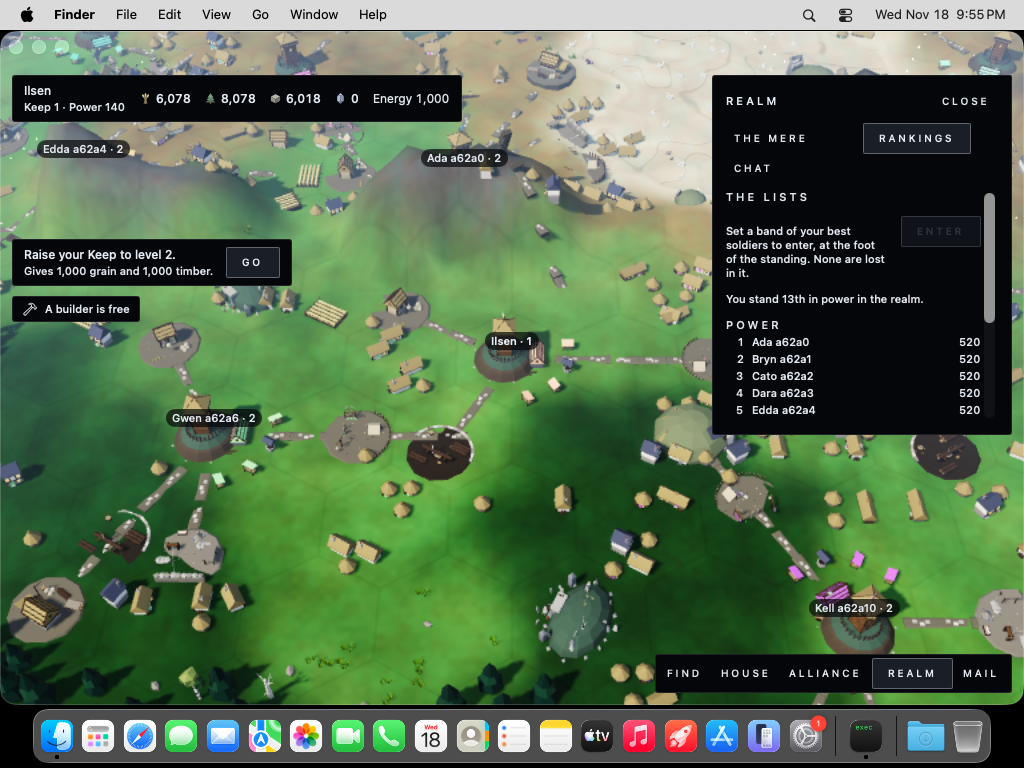 Finder File Edit View Go Window Help Wed Nov 18 9:55 PM
Ilsen
Keep 1 · Power 140
6,078 8,078 6,018 0 Energy 1,000
Edda a62a4 · 2
Ada a62a0 · 2
Raise your Keep to level 2.
Gives 1,000 grain and 1,000 timber.
GO
A builder is free
Ilsen · 1
Gwen a62a6 · 2
Kell a62a10 · 2
REALM CLOSE
THE MERE RANKINGS
CHAT
THE LISTS
Set a band of your best
soldiers to enter, at the foot
of the standing. None are lost
in it.
ENTER
You stand 13th in power in the realm.
POWER
1 Ada a62a0 520
2 Bryn a62a1 520
3 Cato a62a2 520
4 Dara a62a3 520
5 Edda a62a4 520
FIND HOUSE ALLIANCE REALM MAIL
Wed
18
tv
1
exec